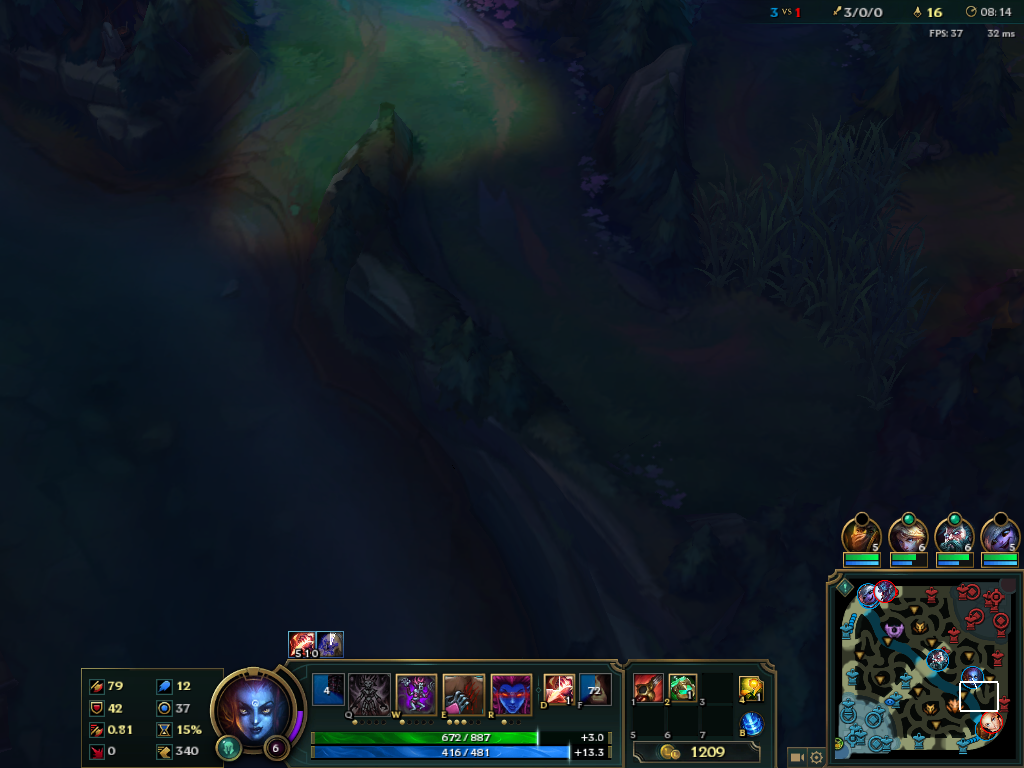 3 vs 1 3/0/0 16 08:14
FPS: 37 32 ms
5 6 6 5
5 10
79 12
42 37
0.81 15%
0 340
6
4 Q W E R D 1 F 72
672 / 887 +3.0
416 / 481 +13.3
1 2 3 4 1
5 6 7 B
1209